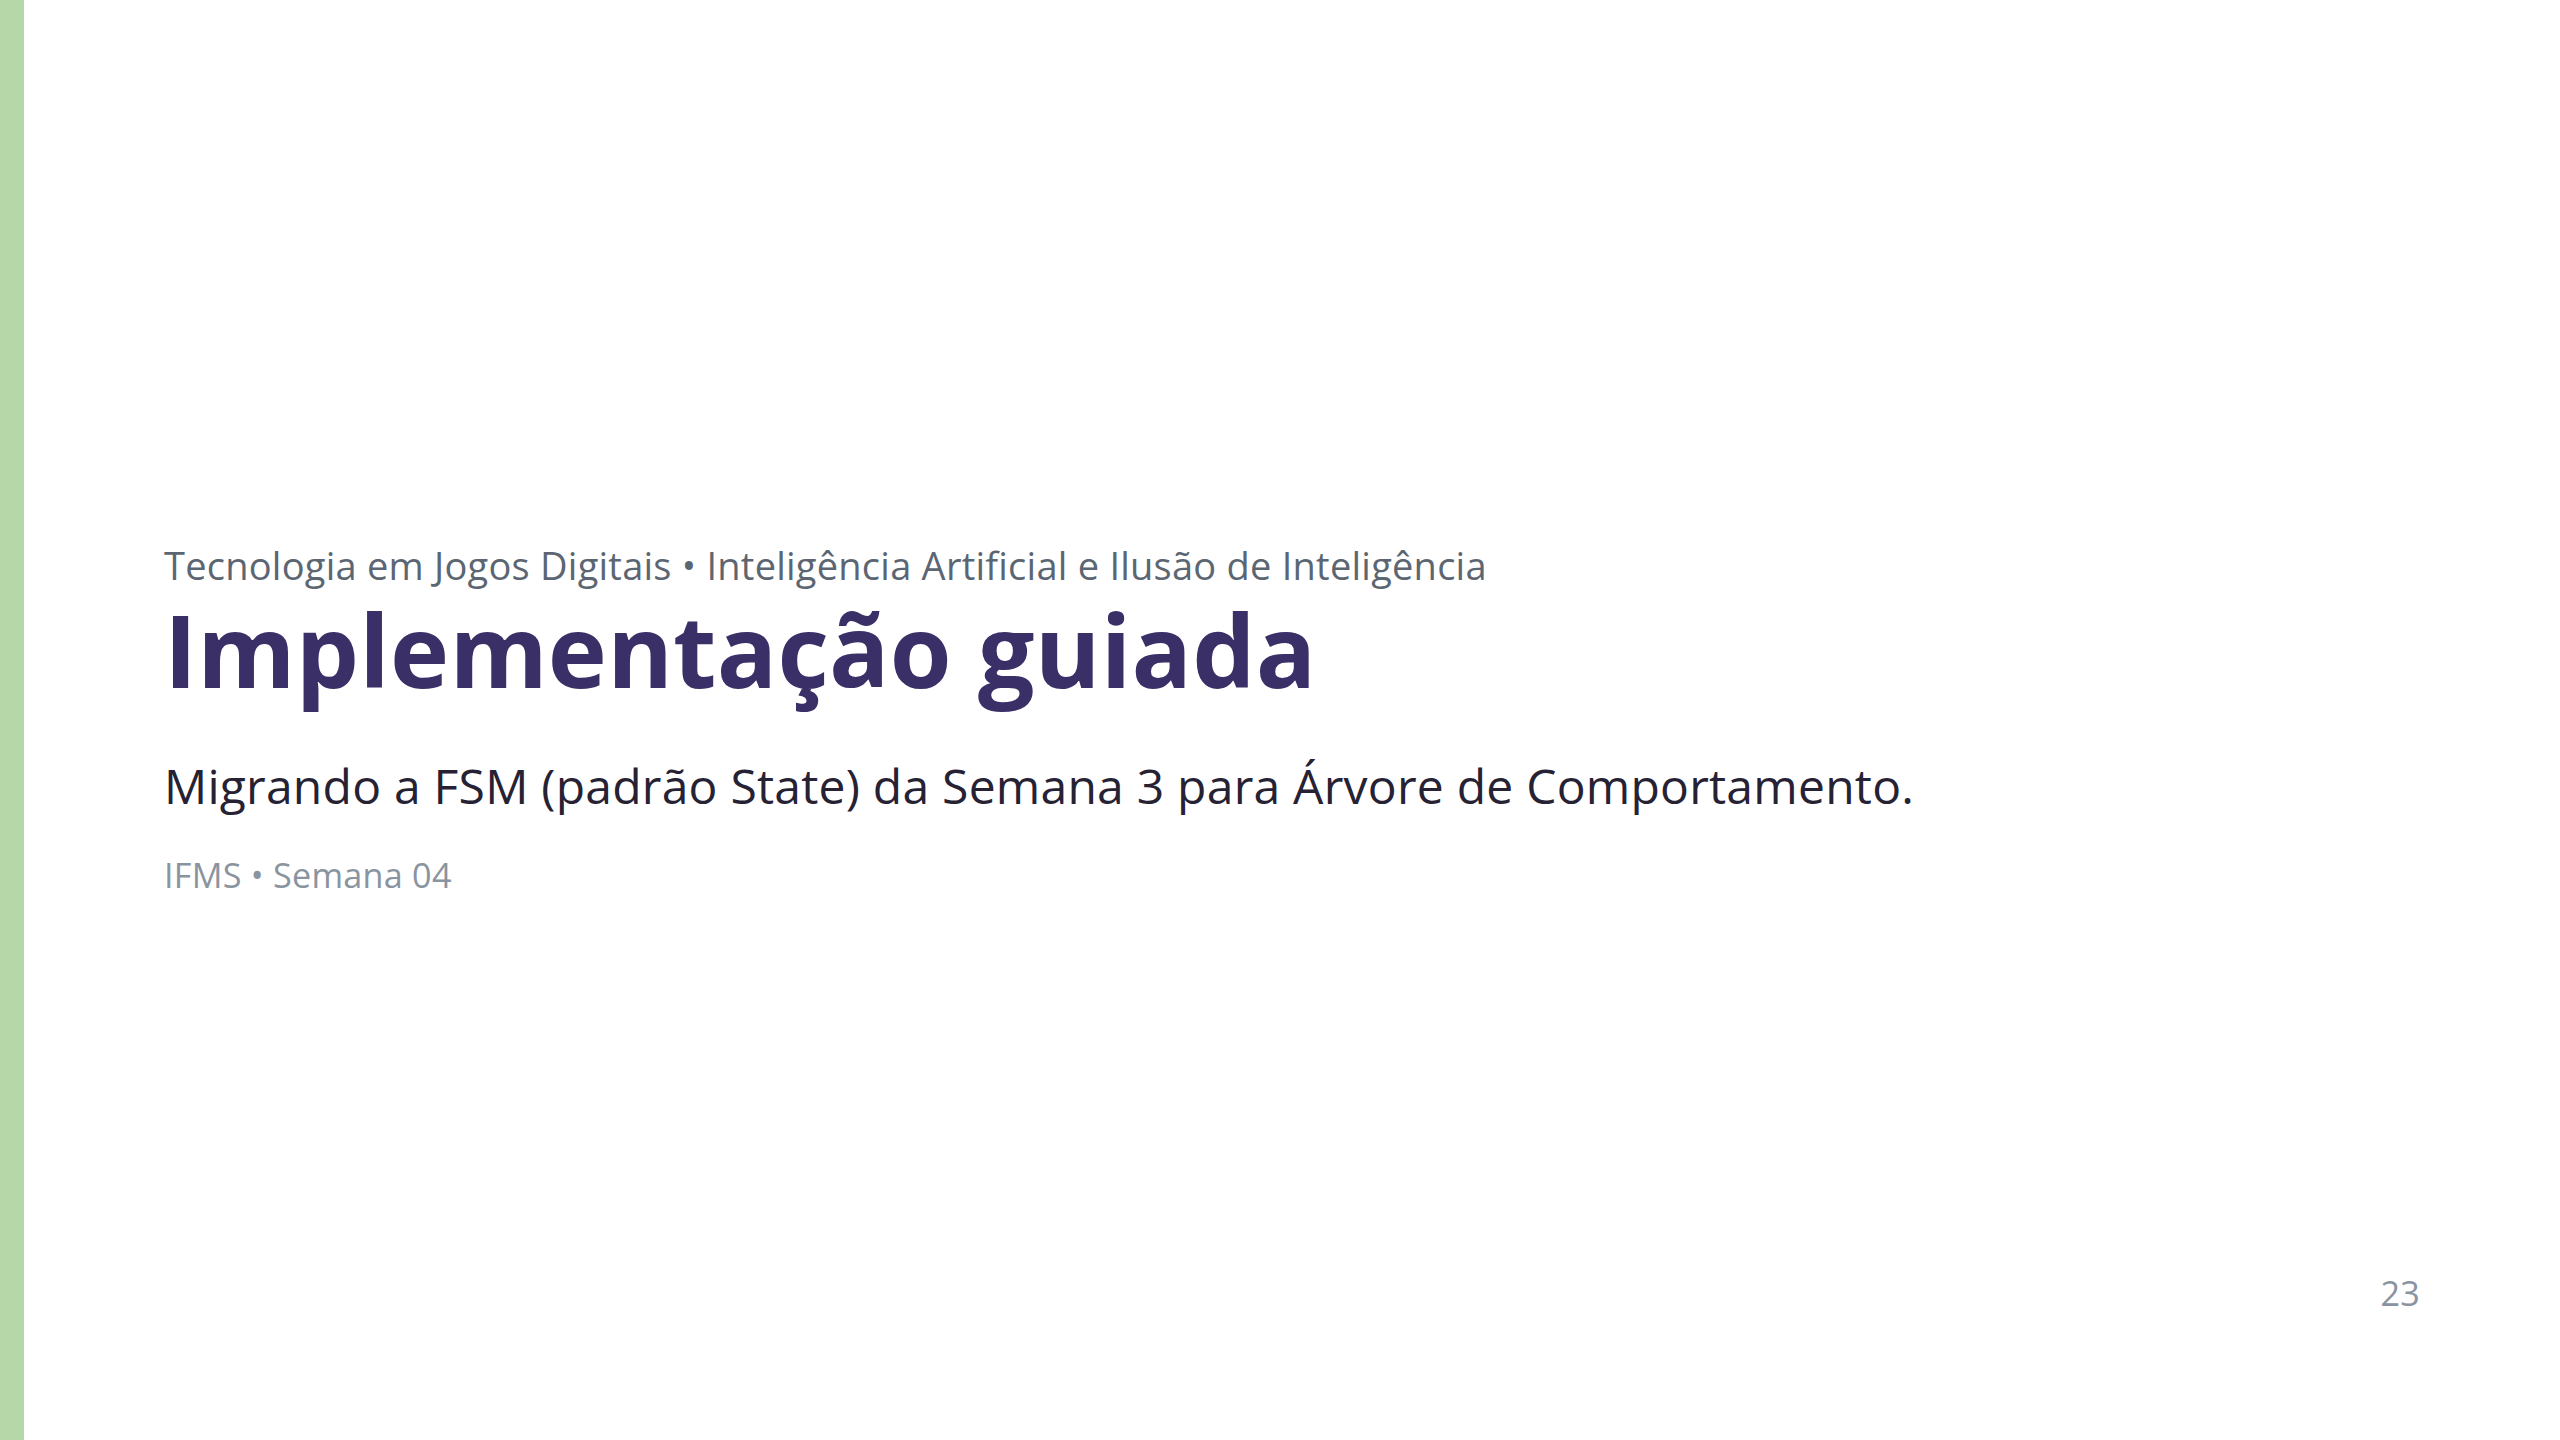 Tecnologia em Jogos Digitais • Inteligência Artificial e Ilusão de Inteligência
Implementação guiada
Migrando a FSM (padrão State) da Semana 3 para Árvore de Comportamento.
IFMS • Semana 04
23